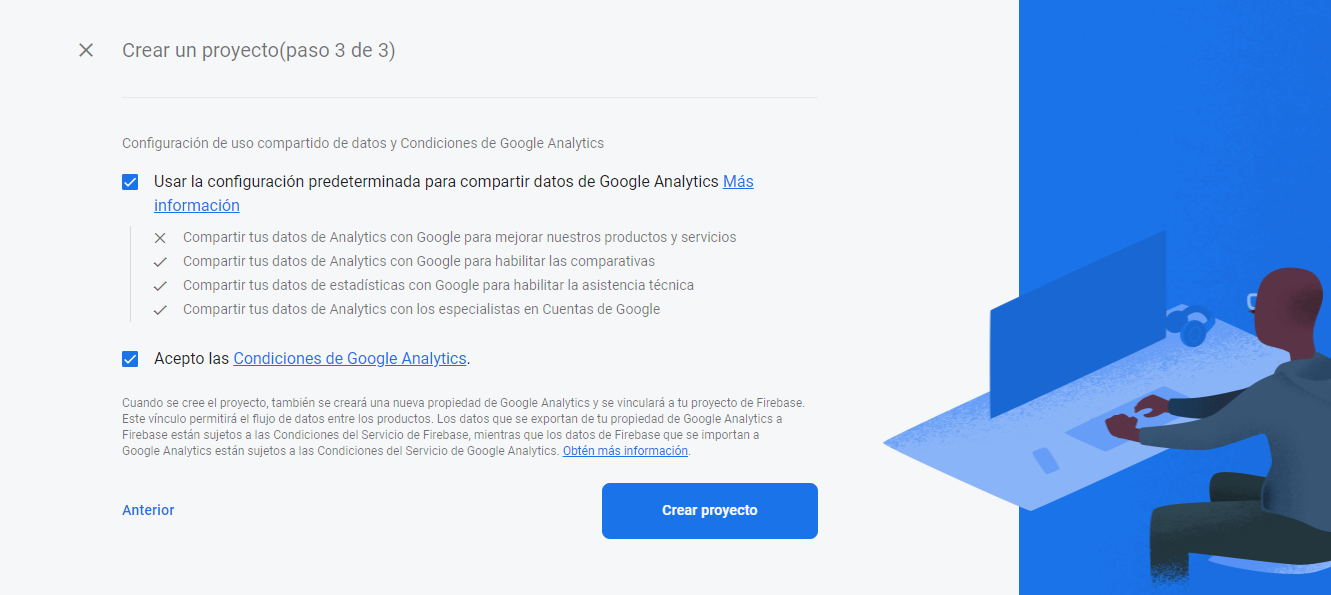 Crear un proyecto(paso 3 de 3)
Configuración de uso compartido de datos y Condiciones de Google Analytics
Usar la configuración predeterminada para compartir datos de Google Analytics Más
información
Compartir tus datos de Analytics con Google para mejorar nuestros productos y servicios
Compartir tus datos de Analytics con Google para habilitar las comparativas
Compartir tus datos de estadísticas con Google para habilitar la asistencia técnica
Compartir tus datos de Analytics con los especialistas en Cuentas de Google
Acepto las Condiciones de Google Analytics.
Cuando se cree el proyecto, también se creará una nueva propiedad de Google Analytics y se vinculará a tu proyecto de Firebase.
Este vínculo permitirá el flujo de datos entre los productos. Los datos que se exportan de tu propiedad de Google Analytics a
Firebase están sujetos a las Condiciones del Servicio de Firebase, mientras que los datos de Firebase que se importan a
Google Analytics están sujetos a las Condiciones del Servicio de Google Analytics. Obtén más información.
Anterior
Crear proyecto